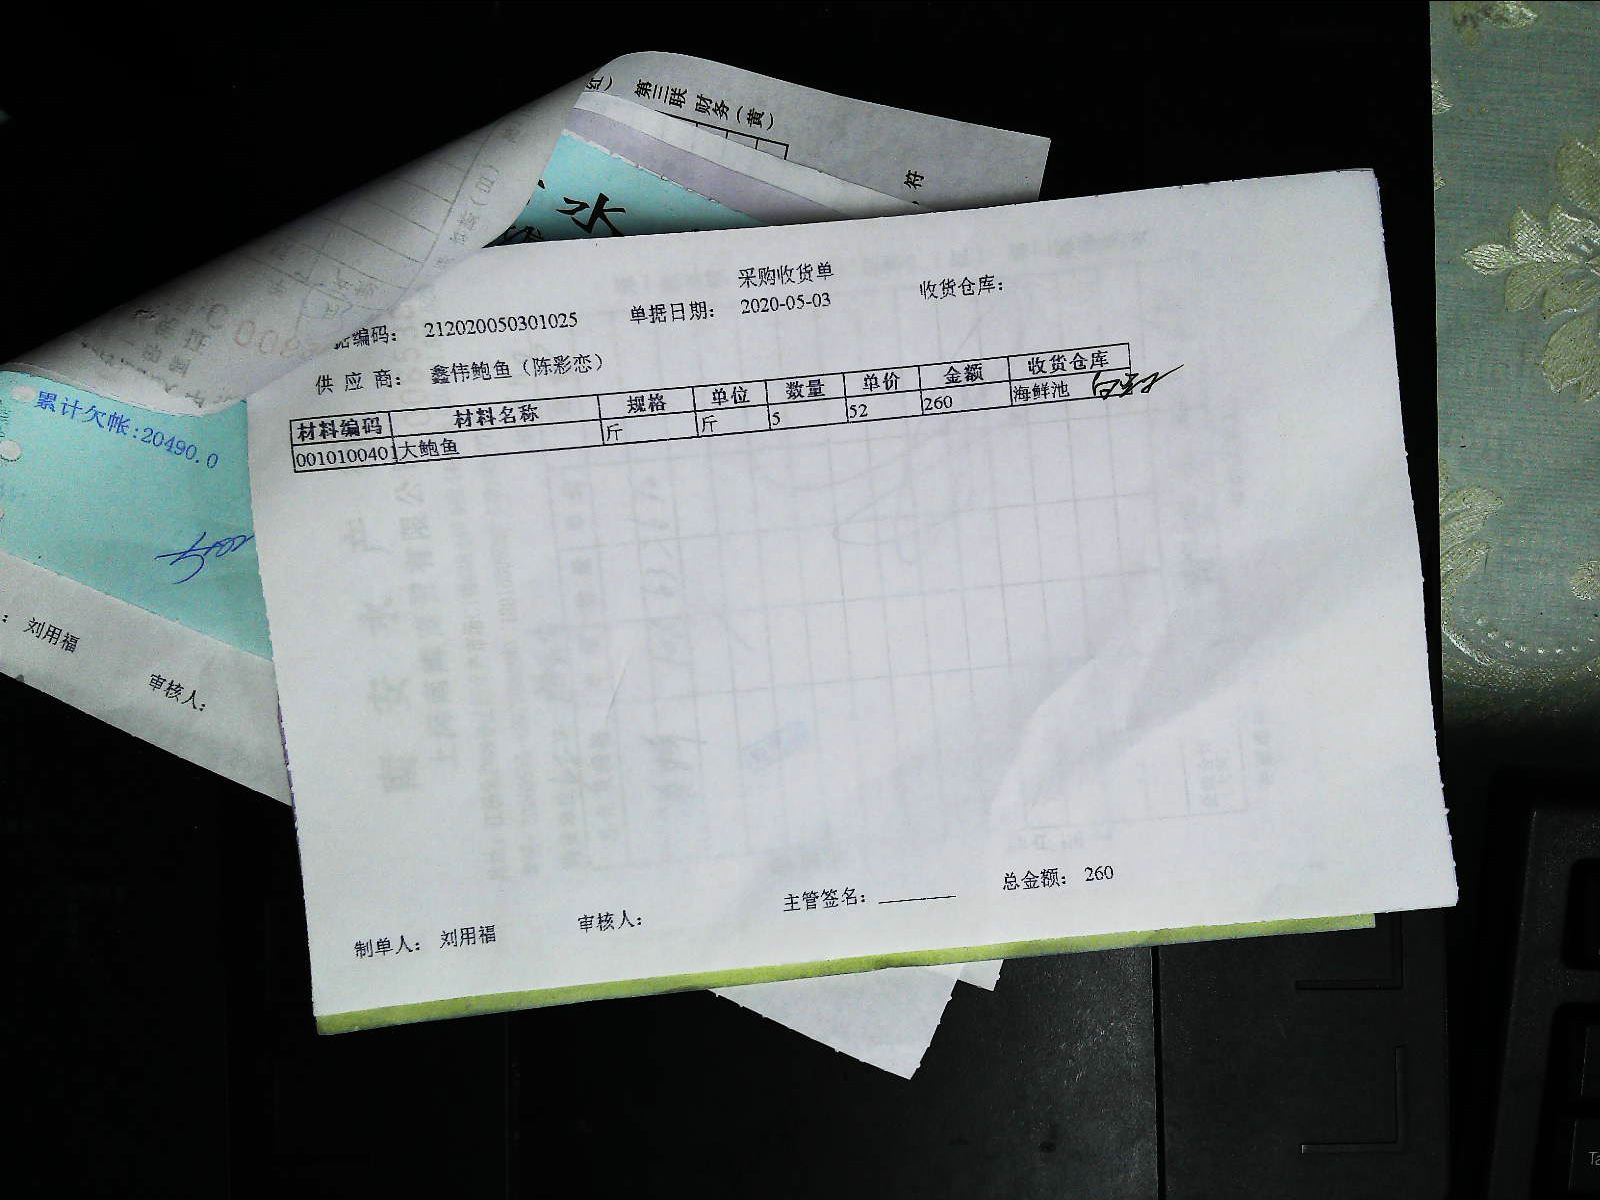 第三联 财务(黄)
符
采购收货单
编码： 212020050301025 单据日期： 2020-05-03 收货仓库：
供 应 商： 鑫伟鲍鱼（陈彩恋）
材料编码 材料名称 规格 单位 数量 单价 金额 收货仓库
001010040 大鲍鱼 斤 斤 5 52 260 海鲜池
累计欠帐:20490.0
刘用福 审核人:
总金额： 260
制单人： 刘用福 审核人： 主管签名：